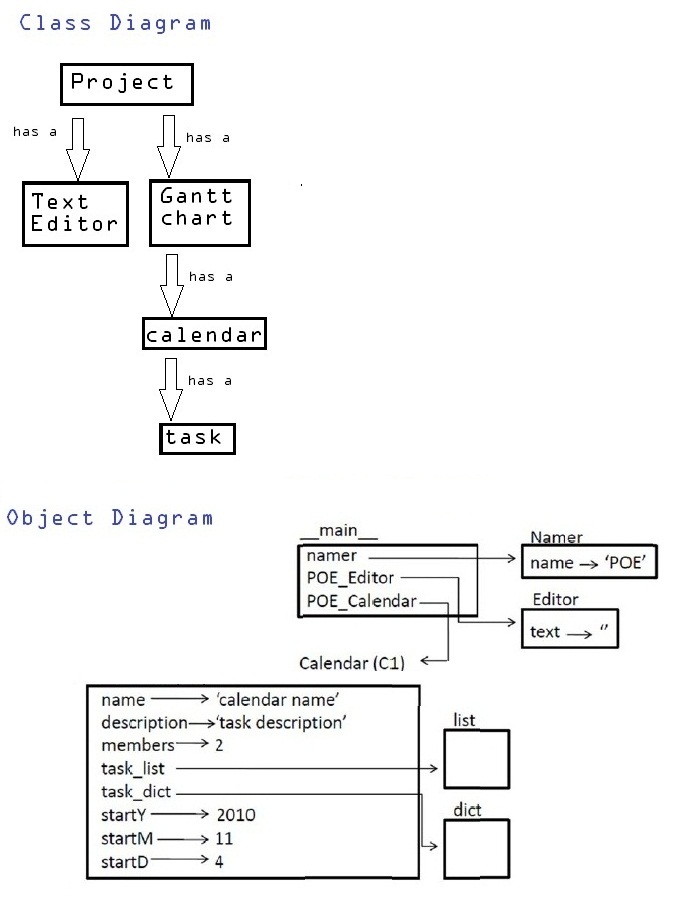 Class Diagram
Project
has a
has a
Text
Editor
Gantt
chart
has a
calendar
has a
task
Object Diagram
__main__
namer
POE_Editor
POE_Calendar
Namer
name 'POE'
Editor
text ''
Calendar (C1)
name 'calendar name'
description 'task description'
members 2
task_list
task_dict
startY 2010
startM 11
startD 4
list
dict